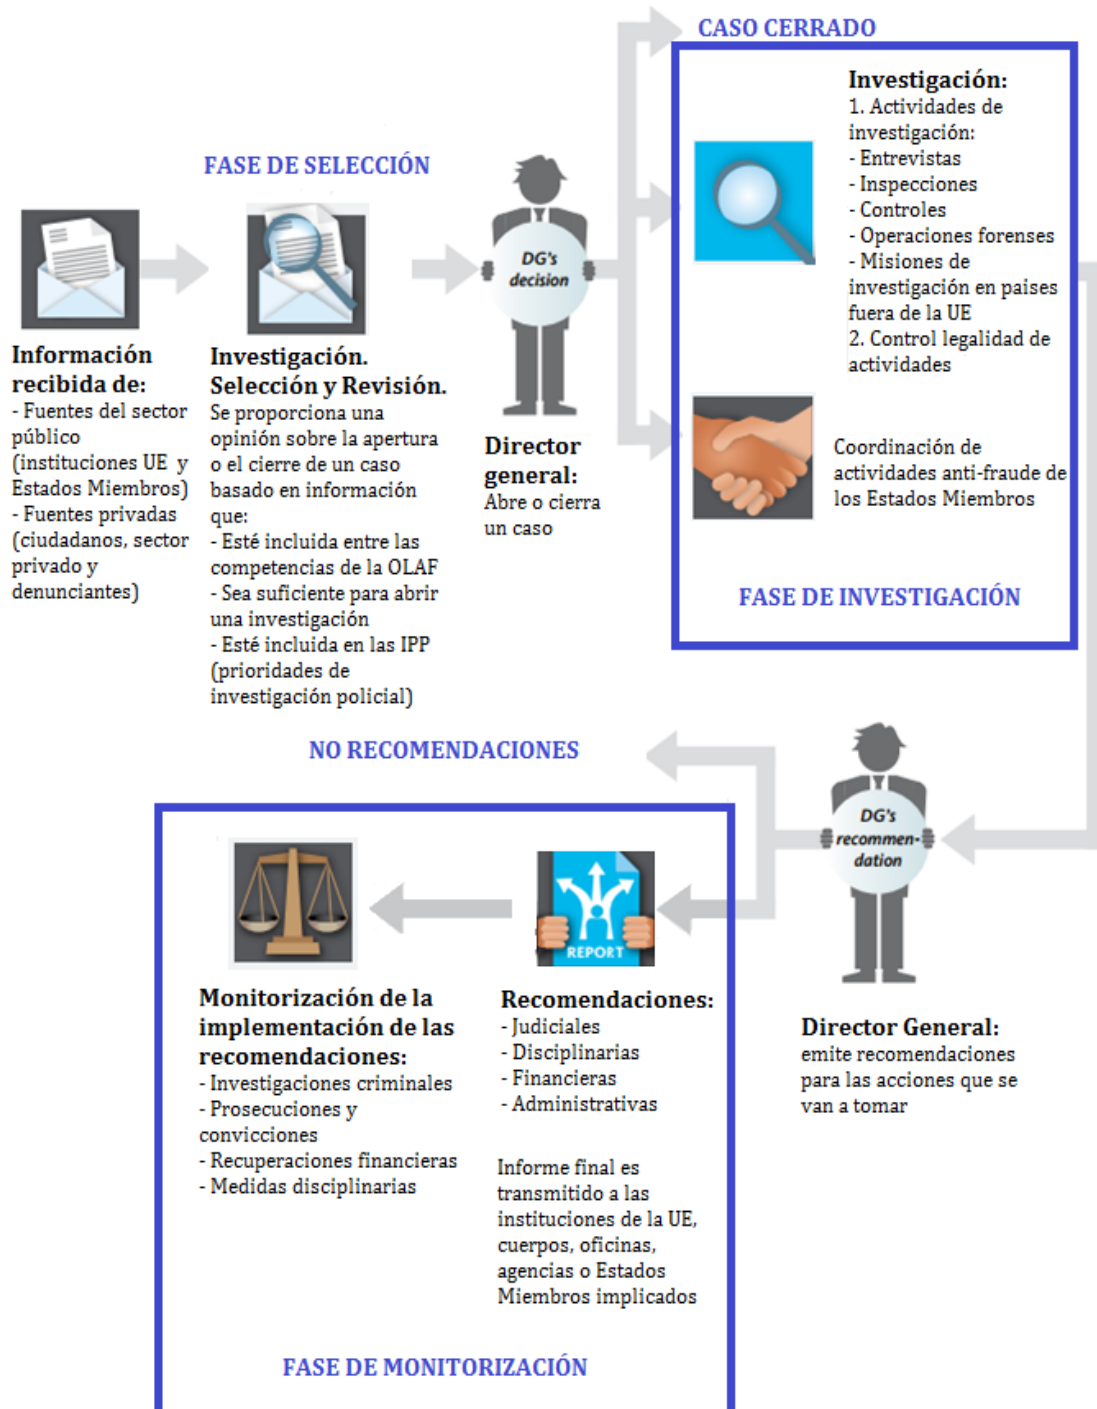 CASO CERRADO
FASE DE SELECCIÓN
Información
recibida de:
- Fuentes del sector
público
(instituciones UE y
Estados Miembros)
- Fuentes privadas
(ciudadanos, sector
privado y
denunciantes)
Investigación.
Selección y Revisión.
Se proporciona una
opinión sobre la apertura
o el cierre de un caso
basado en información
que:
- Esté incluida entre las
competencias de la OLAF
- Sea suficiente para abrir
una investigación
- Esté incluida en las IPP
(prioridades de
investigación policial)
DG's
decision
Director
general:
Abre o cierra
un caso
Investigación:
1. Actividades de
investigación:
- Entrevistas
- Inspecciones
- Controles
- Operaciones forenses
- Misiones de
investigación en paises
fuera de la UE
2. Control legalidad de
actividades
Coordinación de
actividades anti-fraude de
los Estados Miembros
FASE DE INVESTIGACIÓN
DG's
recommen-
dation
Director General:
emite recomendaciones
para las acciones que se
van a tomar
NO RECOMENDACIONES
REPORT
Recomendaciones:
- Judiciales
- Disciplinarias
- Financieras
- Administrativas
Informe final es
transmitido a las
instituciones de la UE,
cuerpos, oficinas,
agencias o Estados
Miembros implicados
Monitorización de la
implementación de las
recomendaciones:
- Investigaciones criminales
- Prosecuciones y
convicciones
- Recuperaciones financieras
- Medidas disciplinarias
FASE DE MONITORIZACIÓN